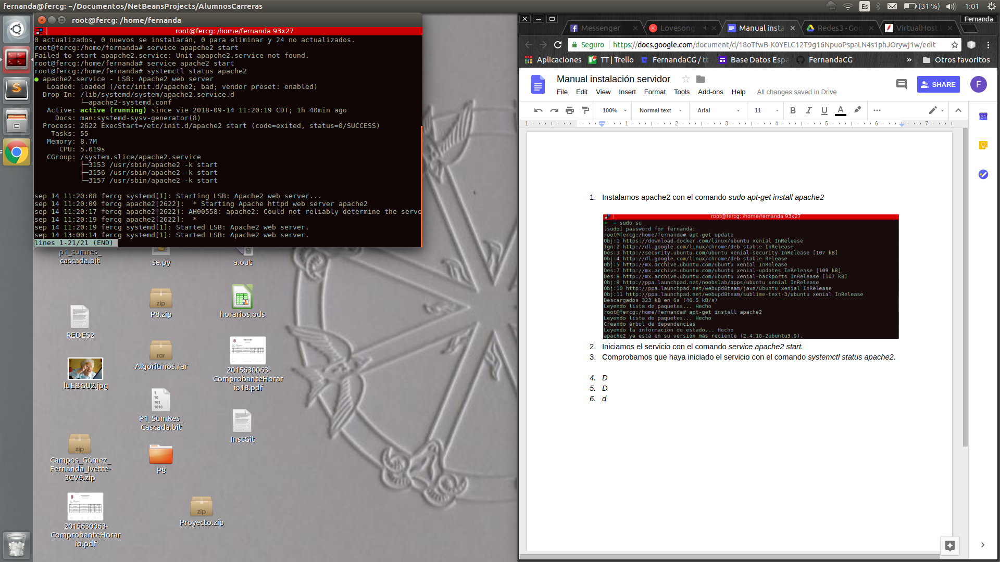 fernanda@fercg: ~/Documentos/NetBeansProjects/AlumnosCarreras
Es
(31 %)
1:01
root@fercg: /home/fernanda
root@fercg: /home/fernanda 93x27
0 actualizados, 0 nuevos se instalarán, 0 para eliminar y 24 no actualizados.
root@fercg:/home/fernanda# service apapche2 start
Failed to start apapche2.service: Unit apapche2.service not found.
root@fercg:/home/fernanda# service apache2 start
root@fercg:/home/fernanda# systemctl status apache2
● apache2.service - LSB: Apache2 web server
Loaded: loaded (/etc/init.d/apache2; bad; vendor preset: enabled)
Drop-In: /lib/systemd/system/apache2.service.d
└─apache2-systemd.conf
Active: active (running) since vie 2018-09-14 11:20:19 CDT; 1h 40min ago
Docs: man:systemd-sysv-generator(8)
Process: 2622 ExecStart=/etc/init.d/apache2 start (code=exited, status=0/SUCCESS)
Tasks: 55
Memory: 8.7M
CPU: 5.019s
CGroup: /system.slice/apache2.service
├─3153 /usr/sbin/apache2 -k start
├─3156 /usr/sbin/apache2 -k start
└─3157 /usr/sbin/apache2 -k start
sep 14 11:20:08 fercg systemd[1]: Starting LSB: Apache2 web server...
sep 14 11:20:09 fercg apache2[2622]:  * Starting Apache httpd web server apache2
sep 14 11:20:17 fercg apache2[2622]: AH00558: apache2: Could not reliably determine the serve
sep 14 11:20:19 fercg apache2[2622]:  *
sep 14 11:20:19 fercg systemd[1]: Started LSB: Apache2 web server.
sep 14 13:00:14 fercg systemd[1]: Started LSB: Apache2 web server.
lines 1-21/21 (END)
p1_sumres_
cascada.bit
se.py
a.out
zip
P8.zip
horarios.ods
REDES2
rar
Algoritmos.rar
2015630063-
ComprobanteHorar
io18.pdf
luEBGU2.jpg
1
10
101
1010
P1_SumRes_
Cascada.bit
InstGit
zip
Campos_Gómez_
Fernanda_Ivette-
3CV9.zip
P8
2015630063-
ComprobanteHorar
io.pdf
zip
Proyecto.zip
Fernanda
Messenger
Lovesong
Manual insta
Redes3 - Goo
VirtualHost
Seguro
https://docs.google.com/document/d/18oTfwB-K0YELC12T9g16NpuoPspaLN4s1phJOrywj1w/edit
Aplicaciones
TT | Trello
FernandaCG / tt
Base Datos Espa
FernandaCG
»
Otros favoritos
Manual instalación servidor
File Edit View Insert Format Tools Add-ons Help
All changes saved in Drive
SHARE
F
100%
Normal text
Arial
11
B I U A
31
1 1 2 3 4 5 6 7
1. Instalamos apache2 con el comando sudo apt-get install apache2
root@fercg: /home/fernanda 93x27
➜ ~ sudo su
[sudo] password for fernanda:
root@fercg:/home/fernanda# apt-get update
Obj:1 https://download.docker.com/linux/ubuntu xenial InRelease
Ign:2 http://dl.google.com/linux/chrome/deb stable InRelease
Des:3 http://security.ubuntu.com/ubuntu xenial-security InRelease [107 kB]
Obj:4 http://dl.google.com/linux/chrome/deb stable Release
Obj:5 http://mx.archive.ubuntu.com/ubuntu xenial InRelease
Des:7 http://mx.archive.ubuntu.com/ubuntu xenial-updates InRelease [109 kB]
Des:8 http://mx.archive.ubuntu.com/ubuntu xenial-backports InRelease [107 kB]
Obj:9 http://ppa.launchpad.net/noobslab/apps/ubuntu xenial InRelease
Obj:10 http://ppa.launchpad.net/webupd8team/java/ubuntu xenial InRelease
Obj:11 http://ppa.launchpad.net/webupd8team/sublime-text-3/ubuntu xenial InRelease
Descargados 323 kB en 6s (46.5 kB/s)
Leyendo lista de paquetes... Hecho
root@fercg:/home/fernanda# apt-get install apache2
Leyendo lista de paquetes... Hecho
Creando árbol de dependencias
Leyendo la información de estado... Hecho
apache2 ya está en su versión más reciente (2.4.18-2ubuntu3.9).
2. Iniciamos el servicio con el comando service apache2 start.
3. Comprobamos que haya iniciado el servicio con el comando systemctl status apache2.
4. D
5. D
6. d